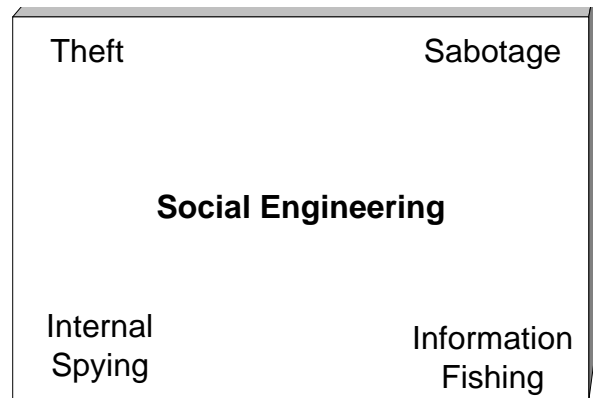 Theft
Sabotage
Social Engineering
Internal
Spying
Information
Fishing